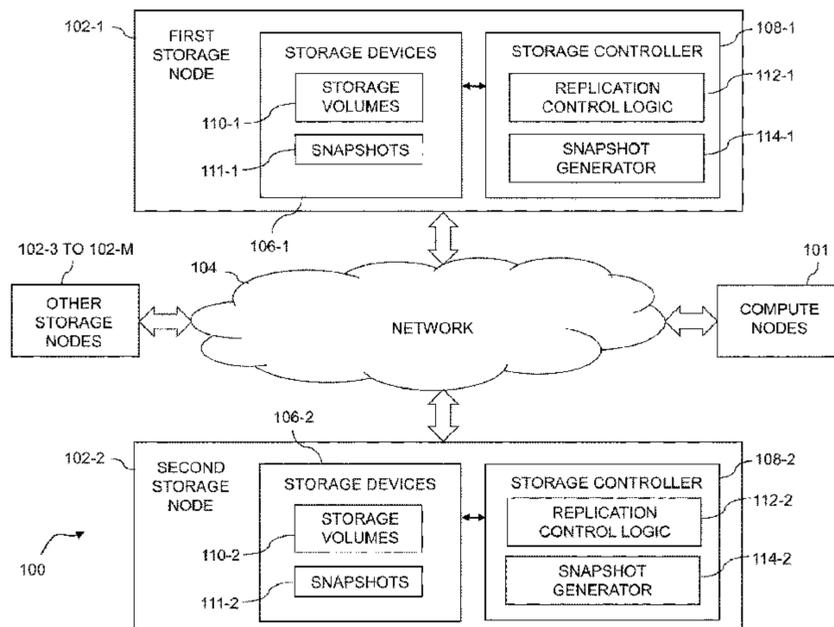 102-1
FIRST
STORAGE
NODE
STORAGE DEVICES
STORAGE
VOLUMES
110-1
SNAPSHOTS
111-1
106-1
STORAGE CONTROLLER
108-1
REPLICATION
CONTROL LOGIC
112-1
SNAPSHOT
GENERATOR
114-1
102-3 TO 102-M
OTHER
STORAGE
NODES
104
NETWORK
101
COMPUTE
NODES
106-2
102-2
SECOND
STORAGE
NODE
STORAGE DEVICES
STORAGE
VOLUMES
110-2
SNAPSHOTS
111-2
STORAGE CONTROLLER
108-2
REPLICATION
CONTROL LOGIC
112-2
SNAPSHOT
GENERATOR
114-2
100